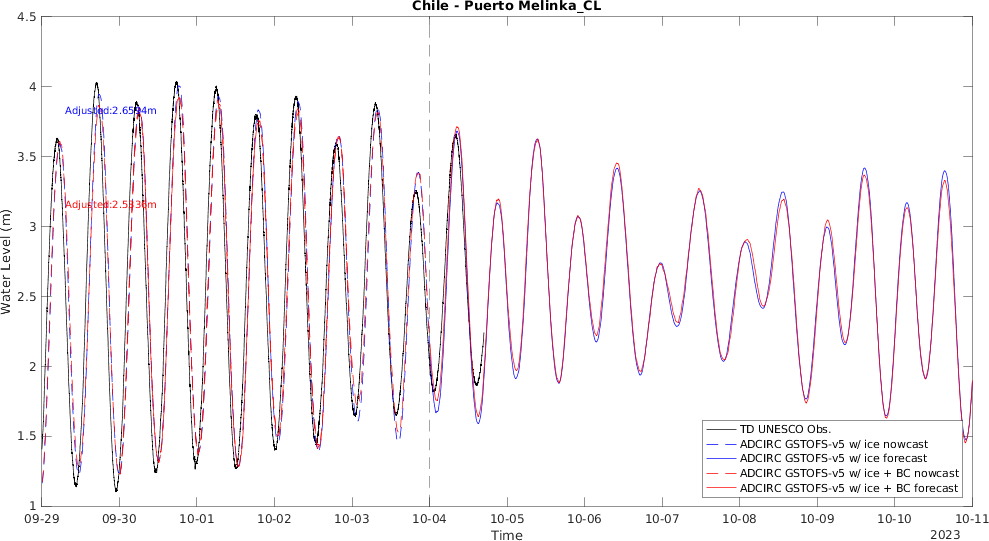 Chile - Puerto Melinka_CL
4.5
4
3.5
3
2.5
2
1.5
1
Water Level (m)
Adjusted:2.6594m
Adjusted:2.5336m
TD UNESCO Obs.
ADCIRC GSTOFS-v5 w/ ice nowcast
ADCIRC GSTOFS-v5 w/ ice forecast
ADCIRC GSTOFS-v5 w/ ice + BC nowcast
ADCIRC GSTOFS-v5 w/ ice + BC forecast
09-29 09-30 10-01 10-02 10-03 10-04 10-05 10-06 10-07 10-08 10-09 10-10 10-11
Time
2023